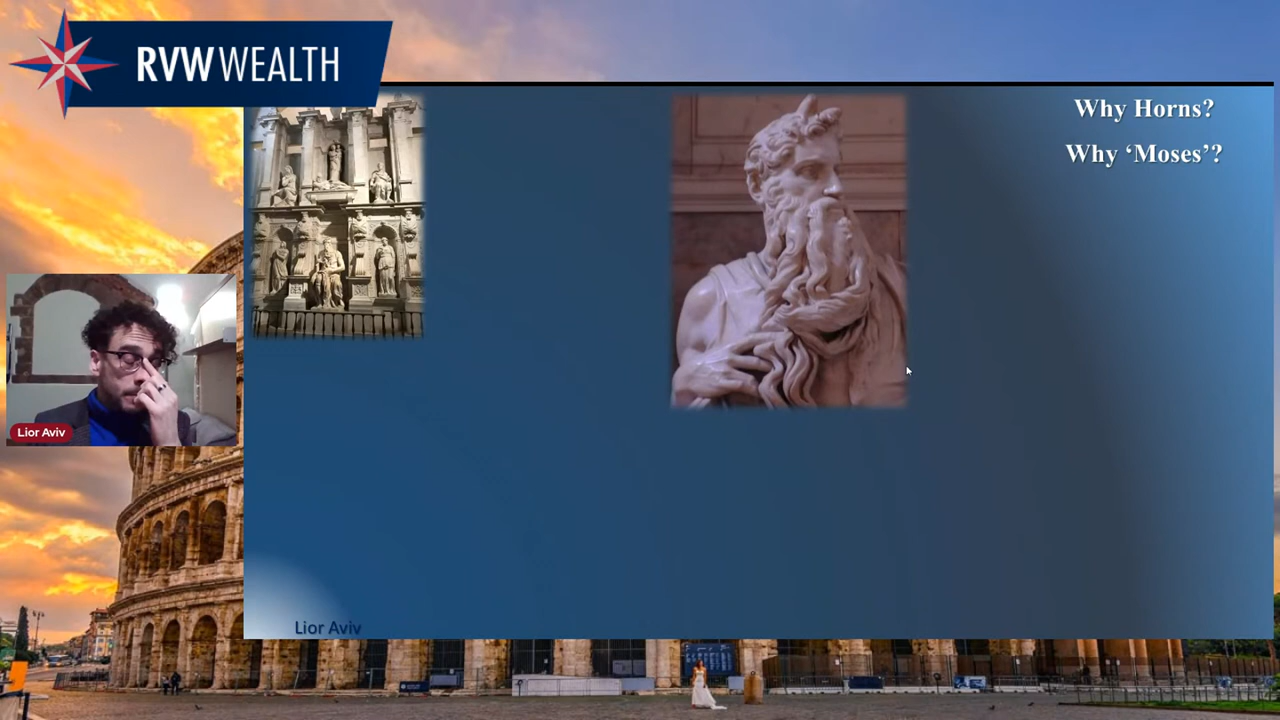 RVW WEALTH
Why Horns?
Why ‘Moses’?
Lior Aviv
Lior Aviv